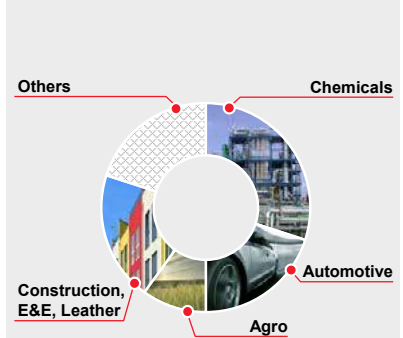 Others
Chemicals
Automotive
Construction,
E&E, Leather
Agro